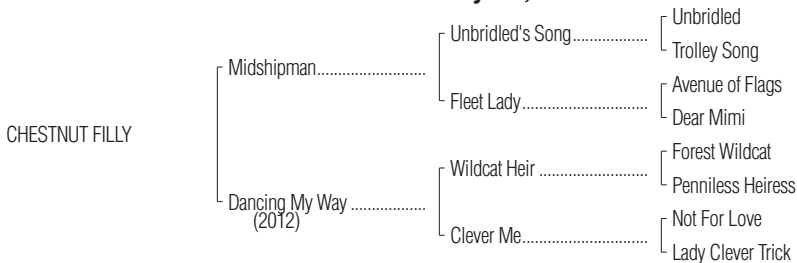 Unbridled
Unbridled's Song.................
Trolley Song
Midshipman..........................
Avenue of Flags
Fleet Lady..............................
Dear Mimi
CHESTNUT FILLY
Forest Wildcat
Wildcat Heir ..........................
Penniless Heiress
Dancing My Way ..................
(2012)
Not For Love
Clever Me..............................
Lady Clever Trick